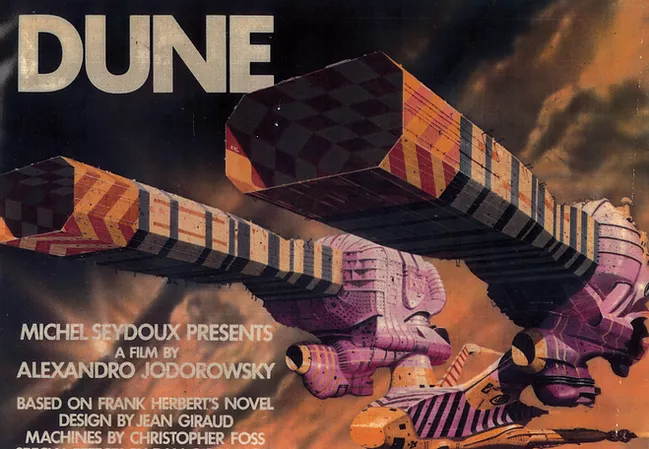 DUNE
MICHEL SEYDOUX PRESENTS
A FILM BY
ALEXANDRO JODOROWSKY
BASED ON FRANK HERBERT'S NOVEL
DESIGN BY JEAN GIRAUD
MACHINES BY CHRISTOPHER FOSS